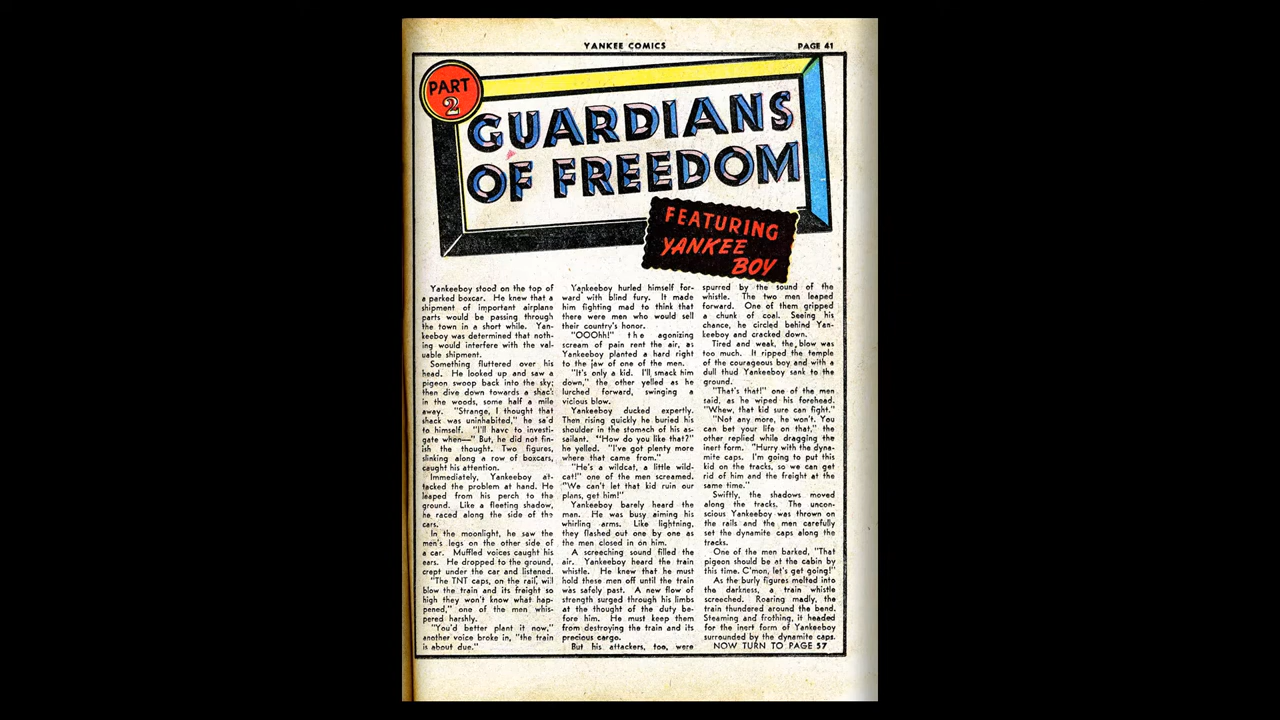 YANKEE COMICS
PAGE 41
PART
2
GUARDIANS
OF FREEDOM
FEATURING
YANKEE
BOY
Yankeeboy stood on the top of
a parked boxcar. He knew that a
shipment of important airplane
parts would be passing through
the town in a short while. Yan-
keeboy was determined that noth-
ing would interfere with the val-
uable shipment.
Something fluttered over his
head. He looked up and saw a
pigeon swoop back into the sky;
then dive down towards a shack
in the woods, some half a mile
away. "Strange, I thought that
shack was uninhabited," he said
to himself. "I'll have to investi-
gate when—" But, he did not fin-
ish the thought. Two figures,
slinking along a row of boxcars,
caught his attention.
Immediately, Yankeeboy at-
tacked the problem at hand. He
leaped from his perch to the
ground. Like a fleeting shadow,
he raced along the side of the
cars.
In the moonlight, he saw the
men's legs on the other side of
a car. Muffled voices caught his
ears. He dropped to the ground,
crept under the car and listened.
"The TNT caps, on the rail, will
blow the train and its freight so
high they won't know what hap-
pened," one of the men whis-
pered harshly.
"You'd better plant it now,"
another voice broke in, "the train
is about due."
Yankeeboy hurled himself for-
ward with blind fury. It made
him fighting mad to think that
there were men who would sell
their country's honor.
"OOOhh!" the agonizing
scream of pain rent the air, as
Yankeeboy planted a hard right
to the jaw of one of the men.
"It's only a kid. I'll smack him
down," the other yelled as he
lurched forward, swinging a
vicious blow.
Yankeeboy ducked expertly.
Then rising quickly he buried his
shoulder in the stomach of his as-
sailant. "How do you like that?"
he yelled. "I've got plenty more
where that came from."
"He's a wildcat, a little wild-
cat!" one of the men screamed.
"We can't let that kid ruin our
plans, get him!"
Yankeeboy barely heard the
man. He was busy aiming his
whirling arms. Like lightning,
they flashed out one by one as
the men closed in on him.
A screeching sound filled the
air. Yankeeboy heard the train
whistle. He knew that he must
hold these men off until the train
was safely past. A new flow of
strength surged through his limbs
at the thought of the duty be-
fore him. He must keep them
from destroying the train and its
precious cargo.
But his attackers, too, were
spurred by the sound of the
whistle. The two men leaped
forward. One of them gripped
a chunk of coal. Seeing his
chance, he circled behind Yan-
keeboy and cracked down.
Tired and weak, the blow was
too much. It ripped the temple
of the courageous boy and with a
dull thud Yankeeboy sank to the
ground.
"That's that!" one of the men
said, as he wiped his forehead.
"Whew, that kid sure can fight."
"Not any more, he won't. You
can bet your life on that," the
other replied while dragging the
inert form. "Hurry with the dyna-
mite caps. I'm going to put this
kid on the tracks, so we can get
rid of him and the freight at the
same time."
Swiftly, the shadows moved
along the tracks. The uncon-
scious Yankeeboy was thrown on
the rails and the men carefully
set the dynamite caps along the
tracks.
One of the men barked, "That
pigeon should be at the cabin by
this time. C'mon, let's get going!"
As the burly figures melted into
the darkness, a train whistle
screeched. Roaring madly, the
train thundered around the bend.
Steaming and frothing, it headed
for the inert form of Yankeeboy
surrounded by the dynamite caps.
NOW TURN TO PAGE 57